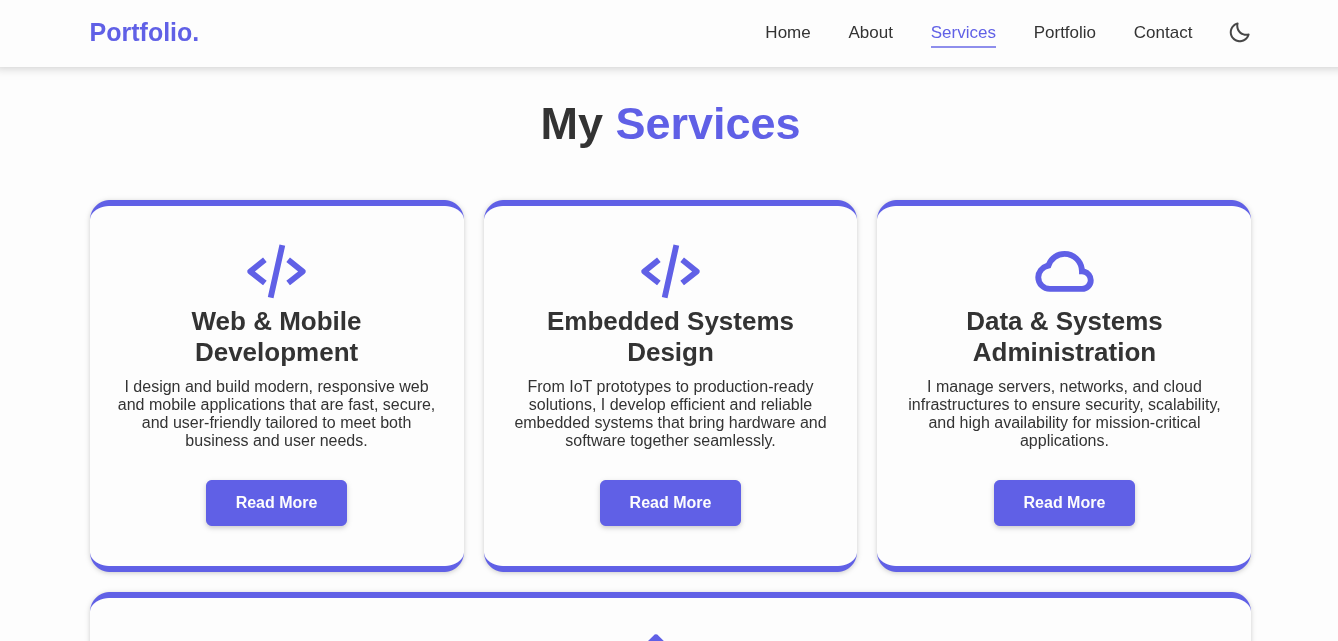 Portfolio.
Home About Services Portfolio Contact
My Services
Web & Mobile
Development
I design and build modern, responsive web
and mobile applications that are fast, secure,
and user-friendly tailored to meet both
business and user needs.
Read More
Embedded Systems
Design
From IoT prototypes to production-ready
solutions, I develop efficient and reliable
embedded systems that bring hardware and
software together seamlessly.
Read More
Data & Systems
Administration
I manage servers, networks, and cloud
infrastructures to ensure security, scalability,
and high availability for mission-critical
applications.
Read More